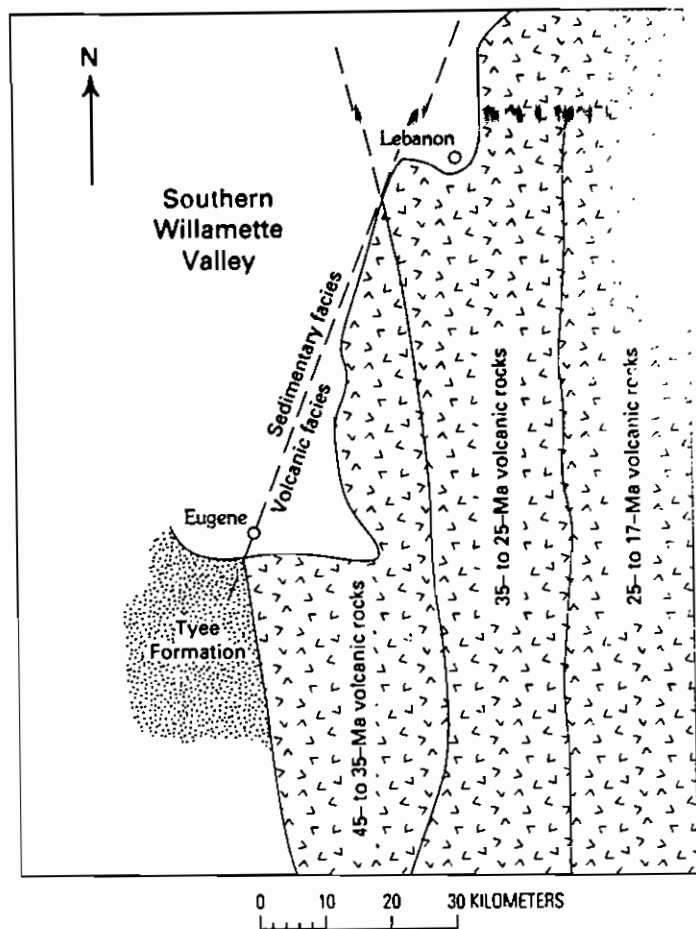 N
Lebanon
Southern
Willamette
Valley
Sedimentary facies
Volcanic facies
Eugene
Tyee
Formation
45– to 35–Ma volcanic rocks
35– to 25–Ma volcanic rocks
25– to 17–Ma volcanic rocks
0 10 20 30 KILOMETERS